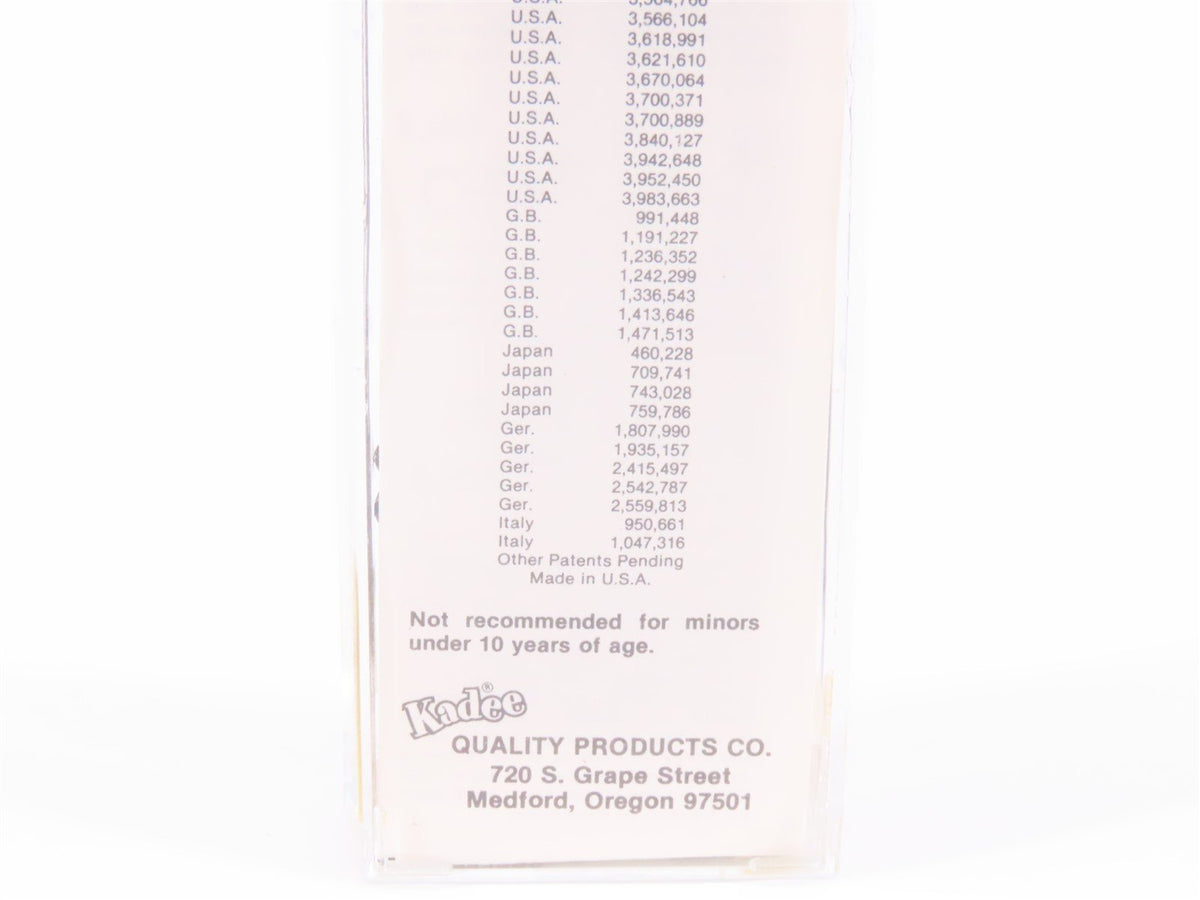 U.S.A. 3,564,766
U.S.A. 3,566,104
U.S.A. 3,618,991
U.S.A. 3,621,610
U.S.A. 3,670,064
U.S.A. 3,700,371
U.S.A. 3,700,889
U.S.A. 3,840,127
U.S.A. 3,942,648
U.S.A. 3,952,450
U.S.A. 3,983,663
G.B. 991,448
G.B. 1,191,227
G.B. 1,236,352
G.B. 1,242,299
G.B. 1,336,543
G.B. 1,413,646
G.B. 1,471,513
Japan 460,228
Japan 709,741
Japan 743,028
Japan 759,786
Ger. 1,807,990
Ger. 1,935,157
Ger. 2,415,497
Ger. 2,542,787
Ger. 2,559,813
Italy 950,661
Italy 1,047,316
Other Patents Pending
Made in U.S.A.
Not recommended for minors
under 10 years of age.
Kadee®
QUALITY PRODUCTS CO.
720 S. Grape Street
Medford, Oregon 97501